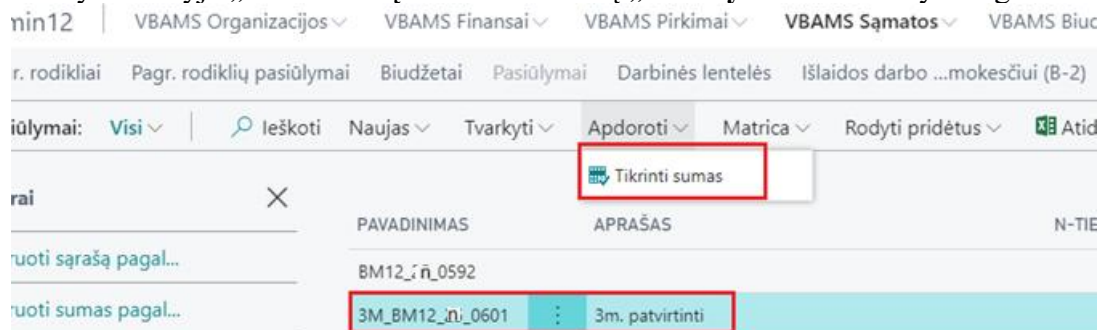 min12 VBAMS Organizacijos VBAMS Finansai VBAMS Pirkimai VBAMS Sąmatos VBAMS Biud
r. rodikliai Pagr. rodiklių pasiūlymai Biudžetai Pasiūlymai Darbinės lentelės Išlaidos darbo ...mokesčiui (B-2)
iūlymai: Visi Ieškoti Naujas Tvarkyti Apdoroti Matrica Rodyti pridėtus Atid
Tikrinti sumas
rai
PAVADINIMAS APRAŠAS N-TIE
ruoti sąrašą pagal...
ruoti sumas pagal...
3m. patvirtinti